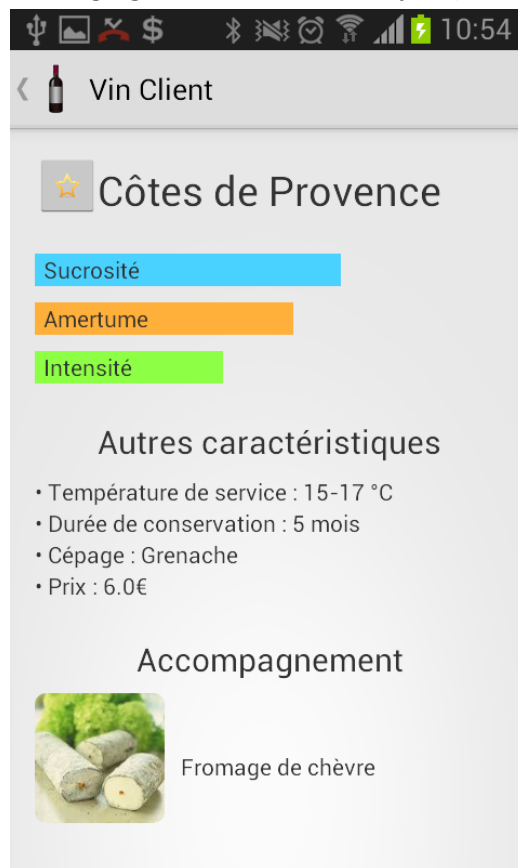 10:54
Vin Client
Côtes de Provence
Sucrosité
Amertume
Intensité
Autres caractéristiques
• Température de service : 15-17 °C
• Durée de conservation : 5 mois
• Cépage : Grenache
• Prix : 6.0€
Accompagnement
Fromage de chèvre